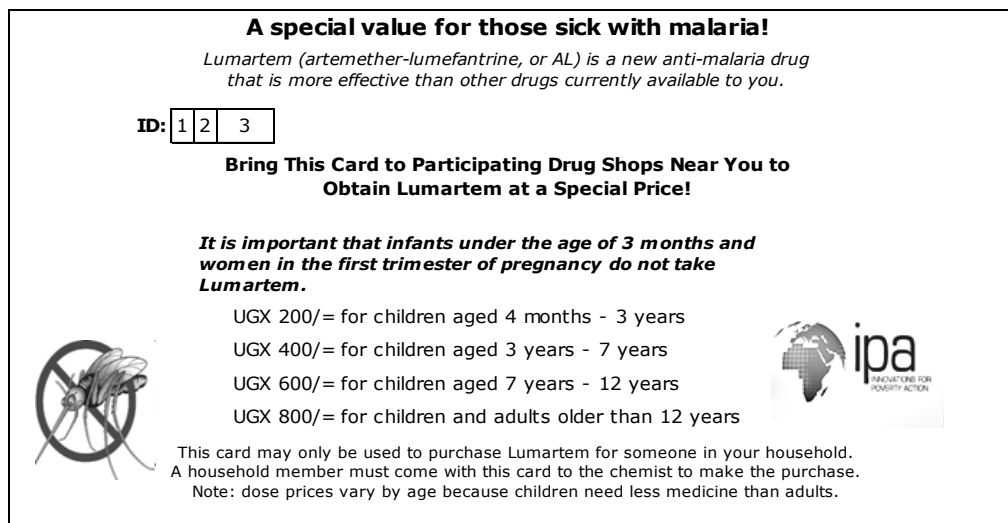 A special value for those sick with malaria!
Lumartem (artemether-lumefantrine, or AL) is a new anti-malaria drug
that is more effective than other drugs currently available to you.
ID: 1 2 3
Bring This Card to Participating Drug Shops Near You to
Obtain Lumartem at a Special Price!
It is important that infants under the age of 3 months and
women in the first trimester of pregnancy do not take
Lumartem.
UGX 200/= for children aged 4 months - 3 years
UGX 400/= for children aged 3 years - 7 years
UGX 600/= for children aged 7 years - 12 years
UGX 800/= for children and adults older than 12 years
ipa
INNOVATIONS FOR
POVERTY ACTION
This card may only be used to purchase Lumartem for someone in your household.
A household member must come with this card to the chemist to make the purchase.
Note: dose prices vary by age because children need less medicine than adults.